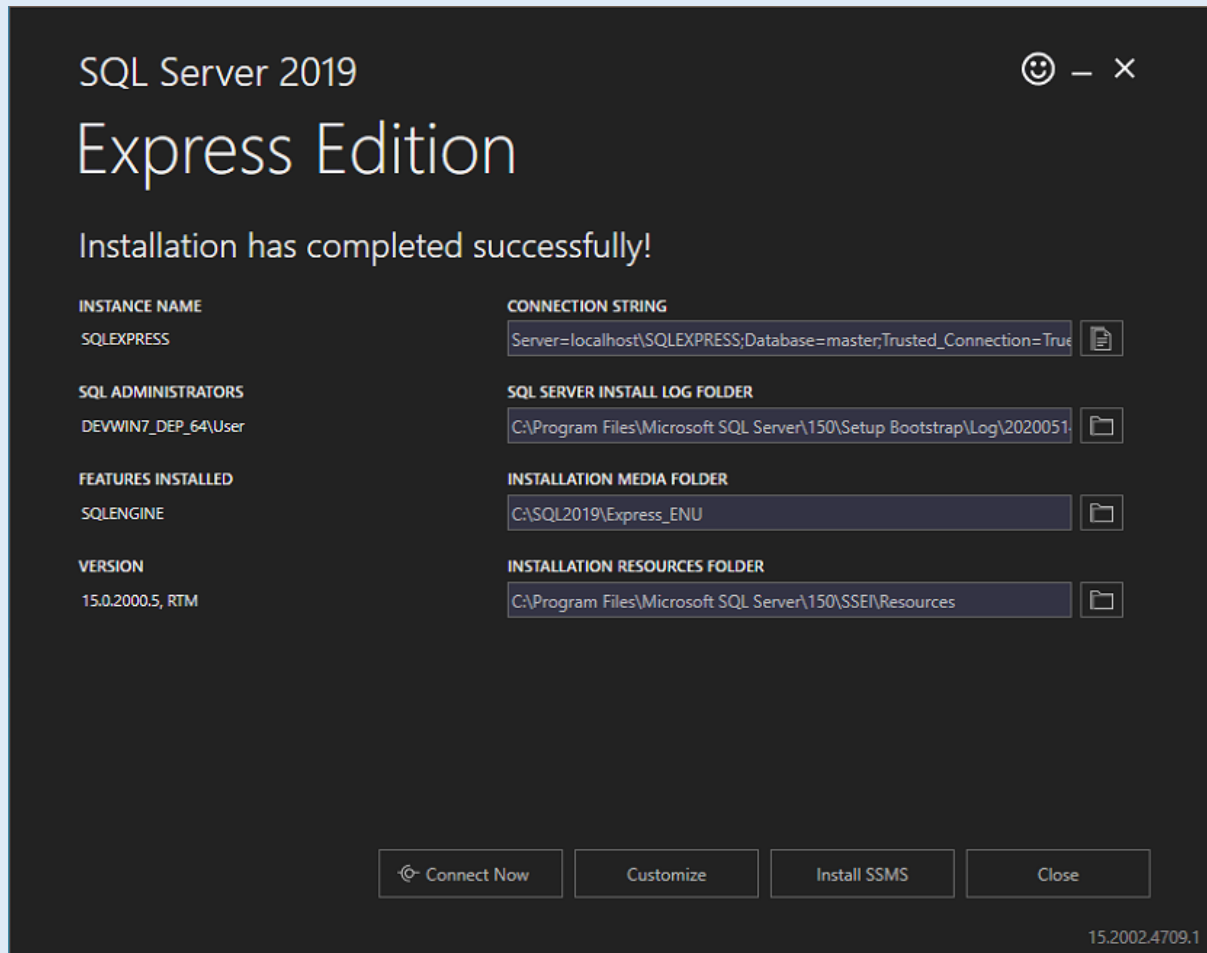 SQL Server 2019
Express Edition
Installation has completed successfully!
INSTANCE NAME
SQLEXPRESS
CONNECTION STRING
Server=localhost\SQLEXPRESS;Database=master;Trusted_Connection=True
SQL ADMINISTRATORS
DEVWIN7_DEP_64\User
SQL SERVER INSTALL LOG FOLDER
C:\Program Files\Microsoft SQL Server\150\Setup Bootstrap\Log\2020051
FEATURES INSTALLED
SQLENGINE
INSTALLATION MEDIA FOLDER
C:\SQL2019\Express_ENU
VERSION
15.0.2000.5, RTM
INSTALLATION RESOURCES FOLDER
C:\Program Files\Microsoft SQL Server\150\SSEI\Resources
Connect Now
Customize
Install SSMS
Close
15.2002.4709.1